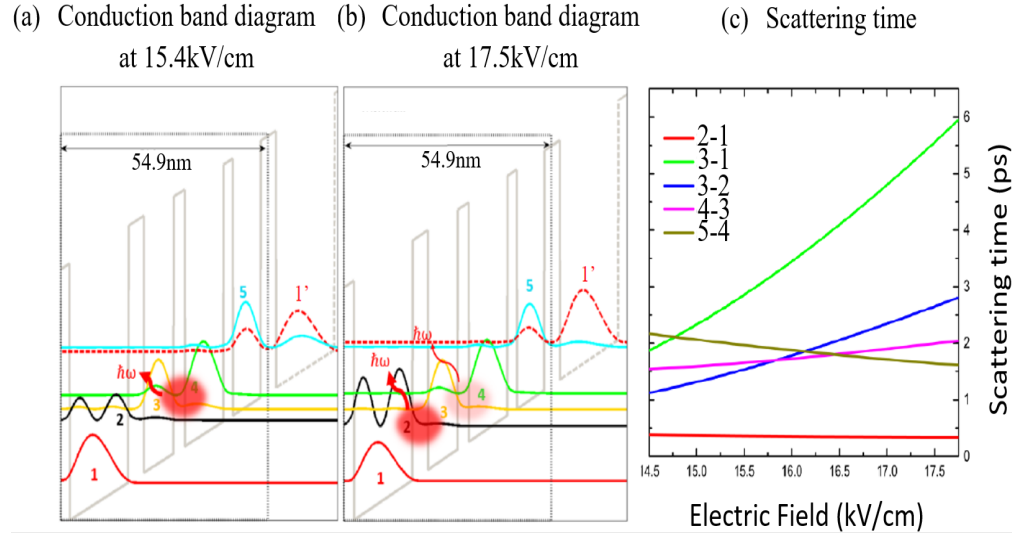 (a) Conduction band diagram
at 15.4kV/cm
(b) Conduction band diagram
at 17.5kV/cm
(c) Scattering time
54.9nm
5
1’
ħω
4
3
2
1
54.9nm
5
1’
ħω
ħω
4
3
2
1
2-1
3-1
3-2
4-3
5-4
6
5
4
3
2
1
0
Scattering time (ps)
14.5 15.0 15.5 16.0 16.5 17.0 17.5
Electric Field (kV/cm)